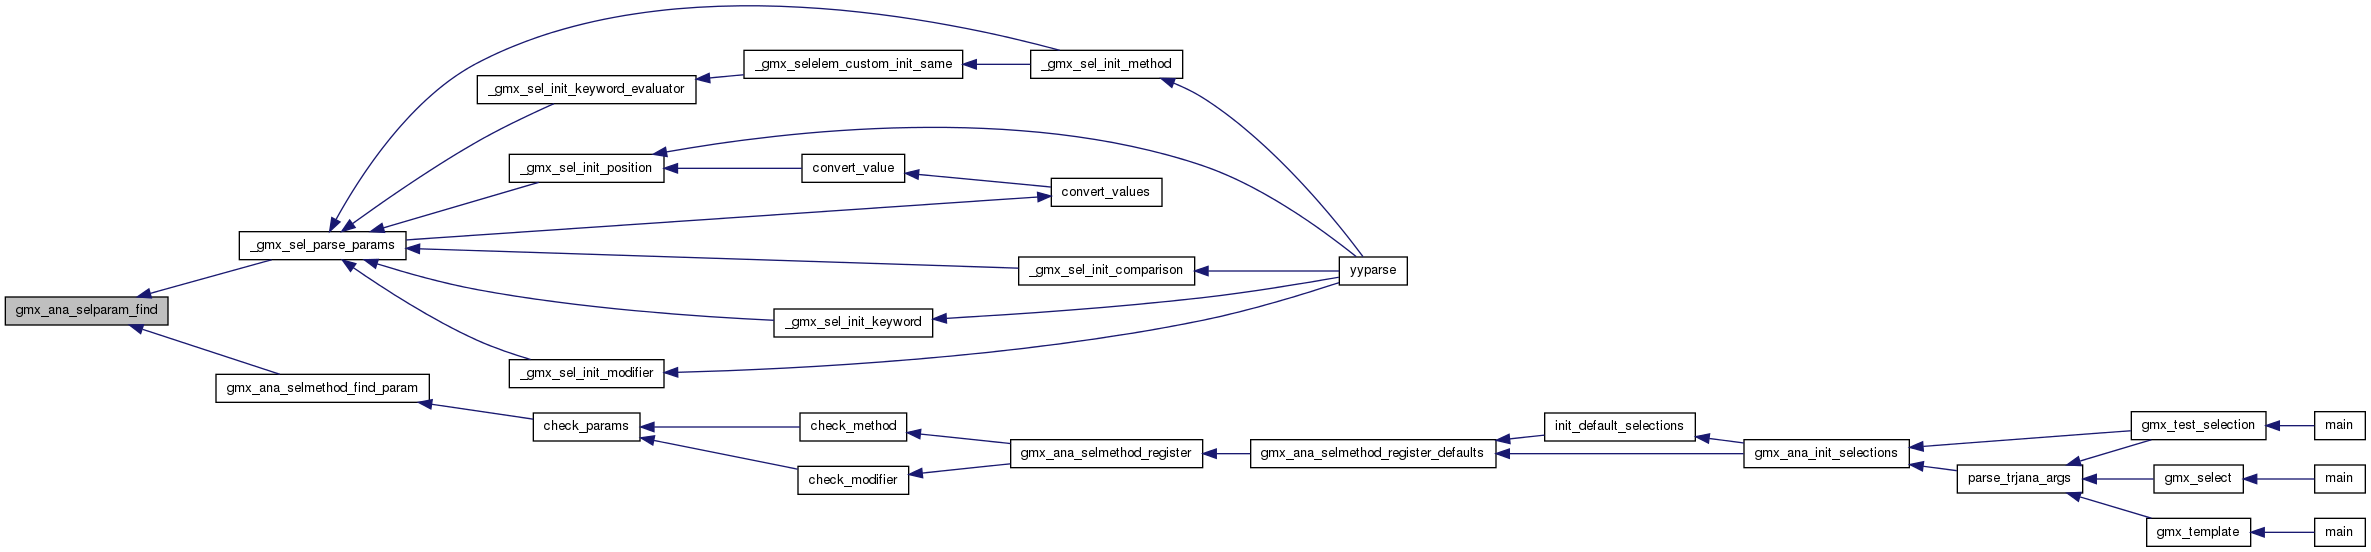 _gmx_selelem_custom_init_same
_gmx_sel_init_method
_gmx_sel_init_keyword_evaluator
_gmx_sel_init_position
convert_value
convert_values
_gmx_sel_parse_params
_gmx_sel_init_comparison
yyparse
gmx_ana_selparam_find
_gmx_sel_init_keyword
_gmx_sel_init_modifier
gmx_ana_selmethod_find_param
check_params
check_method
init_default_selections
gmx_test_selection
main
gmx_ana_selmethod_register
gmx_ana_selmethod_register_defaults
gmx_ana_init_selections
check_modifier
parse_trjana_args
gmx_select
main
gmx_template
main